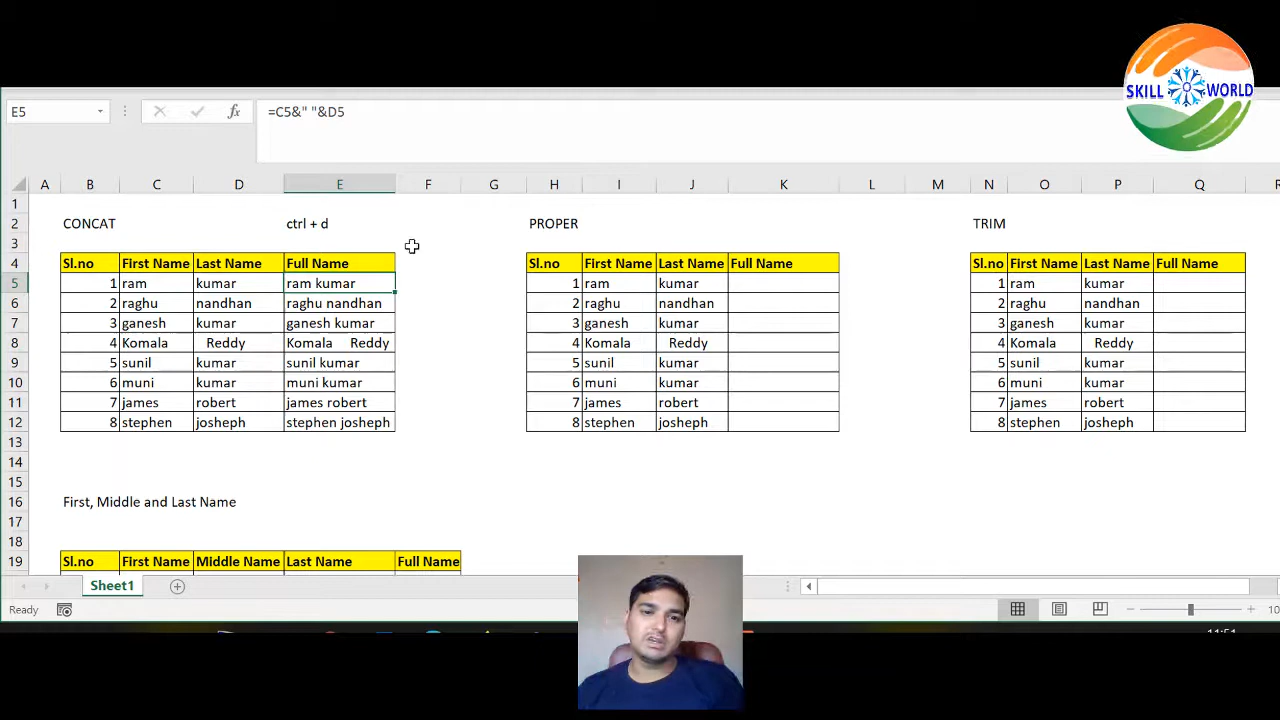 SKILL WORLD
E5
fx
=C5&" "&D5
A B C D E F G H I J K L M N O P Q R
1
2 CONCAT ctrl + d PROPER TRIM
3
4 Sl.no First Name Last Name Full Name Sl.no First Name Last Name Full Name Sl.no First Name Last Name Full Name
5 1 ram kumar ram kumar 1 ram kumar 1 ram kumar
6 2 raghu nandhan raghu nandhan 2 raghu nandhan 2 raghu nandhan
7 3 ganesh kumar ganesh kumar 3 ganesh kumar 3 ganesh kumar
8 4 Komala Reddy Komala Reddy 4 Komala Reddy 4 Komala Reddy
9 5 sunil kumar sunil kumar 5 sunil kumar 5 sunil kumar
10 6 muni kumar muni kumar 6 muni kumar 6 muni kumar
11 7 james robert james robert 7 james robert 7 james robert
12 8 stephen josheph stephen josheph 8 stephen josheph 8 stephen josheph
13
14
15
16 First, Middle and Last Name
17
18
19 Sl.no First Name Middle Name Last Name Full Name
Sheet1
Ready 10